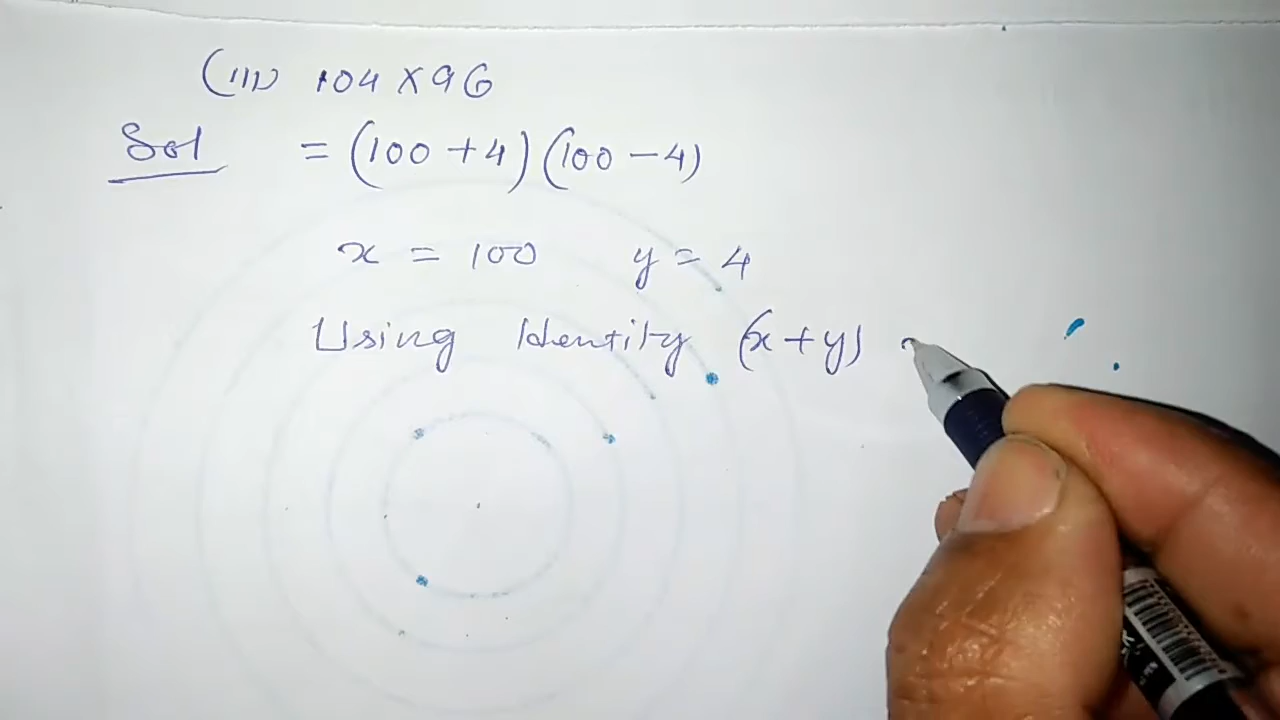 (iii) 104 × 96
Sol = (100 + 4) (100 - 4)
x = 100 y = 4
Using Identity (x + y)